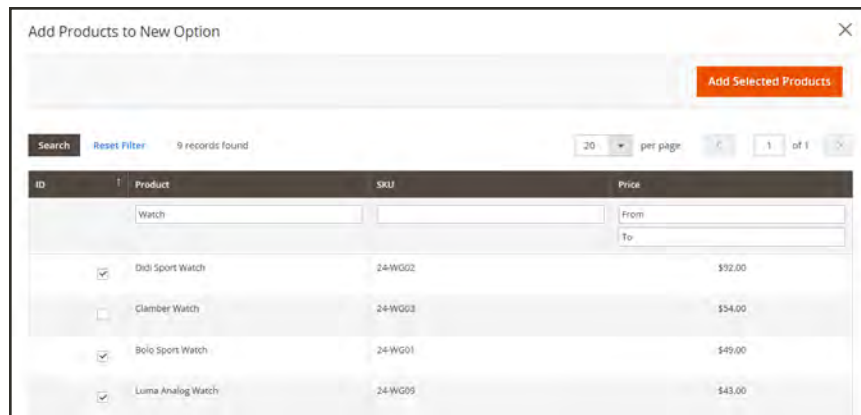 Add Products to New Option
Add Selected Products
Search Reset Filter 9 records found 20 per page 1 of 1
ID ↑ Product SKU Price
Watch From
To
Didi Sport Watch 24-WG02 $92.00
Clamber Watch 24-WG03 $54.00
Bolo Sport Watch 24-WG01 $49.00
Luma Analog Watch 24-WG09 $43.00